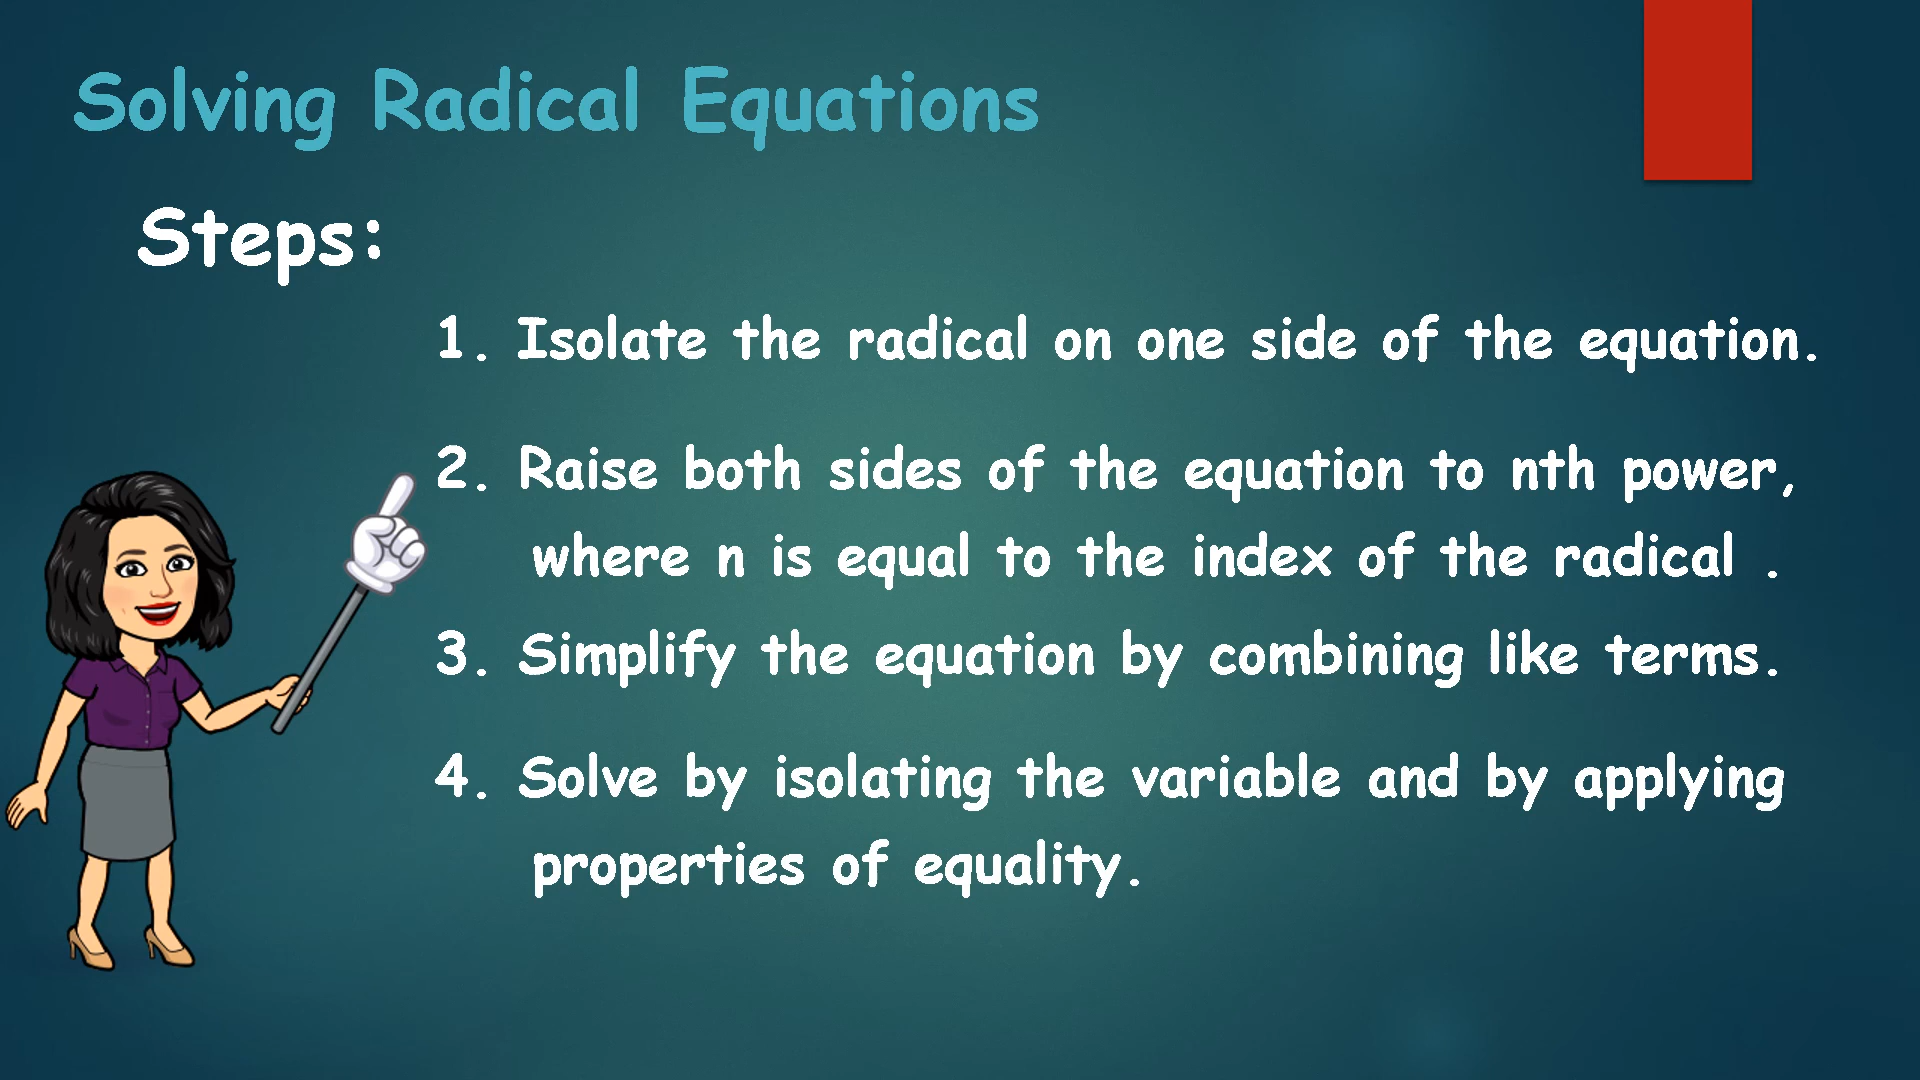 Solving Radical Equations
Steps:
1. Isolate the radical on one side of the equation.
2. Raise both sides of the equation to nth power,
where n is equal to the index of the radical .
3. Simplify the equation by combining like terms.
4. Solve by isolating the variable and by applying
properties of equality.